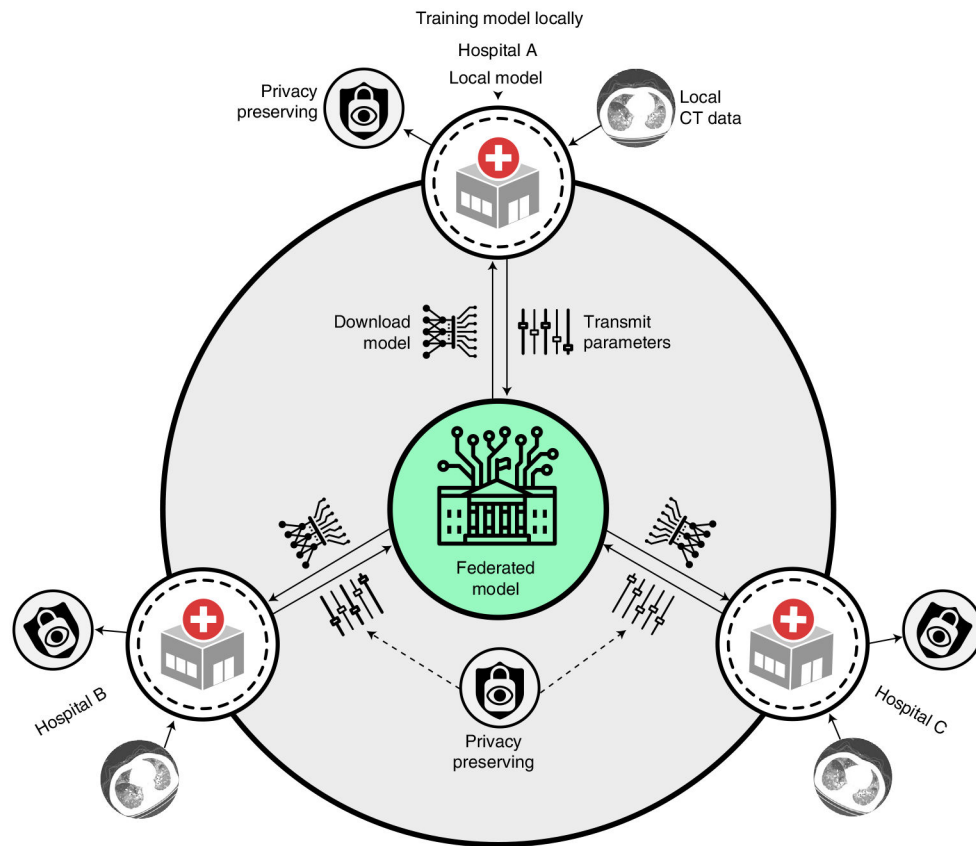 Training model locally
Hospital A
Local model
Privacy
preserving
Local
CT data
Download
model
Transmit
parameters
Federated
model
Hospital B
Privacy
preserving
Hospital C